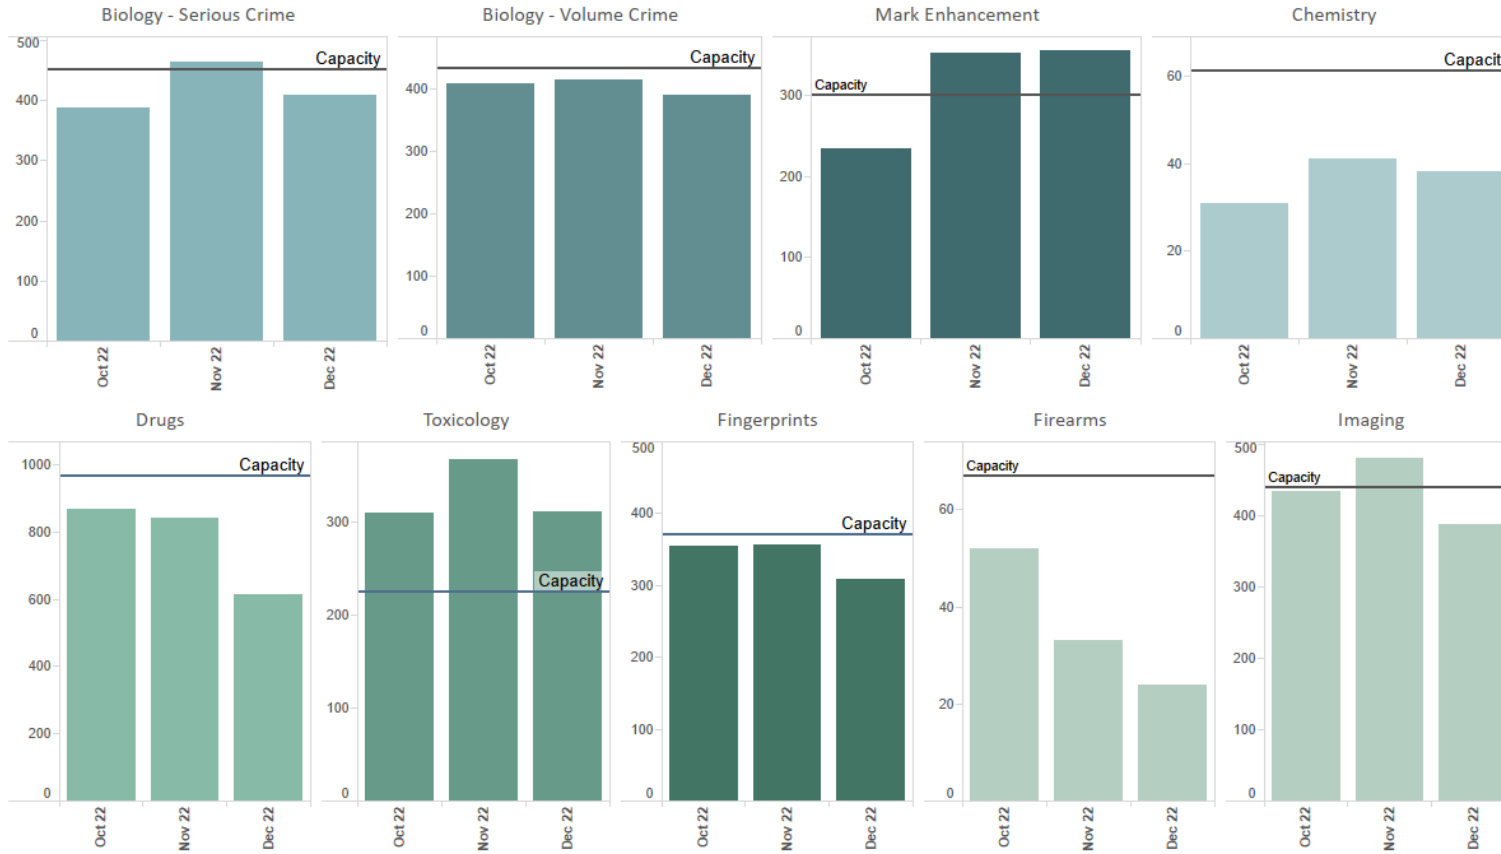 Biology - Serious Crime
500
400
300
200
100
0
Capacity
Oct 22
Nov 22
Dec 22
Biology - Volume Crime
400
300
200
100
0
Capacity
Oct 22
Nov 22
Dec 22
Mark Enhancement
300
200
100
0
Capacity
Oct 22
Nov 22
Dec 22
Chemistry
60
40
20
0
Capacit
Oct 22
Nov 22
Dec 22
Drugs
1000
800
600
400
200
0
Capacity
Oct 22
Nov 22
Dec 22
Toxicology
300
200
100
0
Capacity
Oct 22
Nov 22
Dec 22
Fingerprints
500
400
300
200
100
0
Capacity
Oct 22
Nov 22
Dec 22
Firearms
60
40
20
0
Capacity
Oct 22
Nov 22
Dec 22
Imaging
500
400
300
200
100
0
Capacity
Oct 22
Nov 22
Dec 22